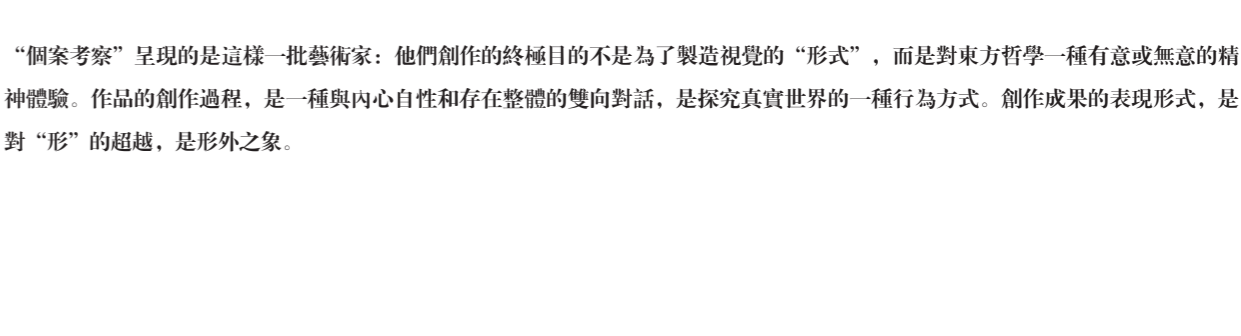 “個案考察”呈現的是這樣一批藝術家：他們創作的終極目的不是為了製造視覺的“形式”，而是對東方哲學一種有意或無意的精
神體驗。作品的創作過程，是一種與內心自性和存在整體的雙向對話，是探究真實世界的一種行為方式。創作成果的表現形式，是
對“形”的超越，是形外之象。